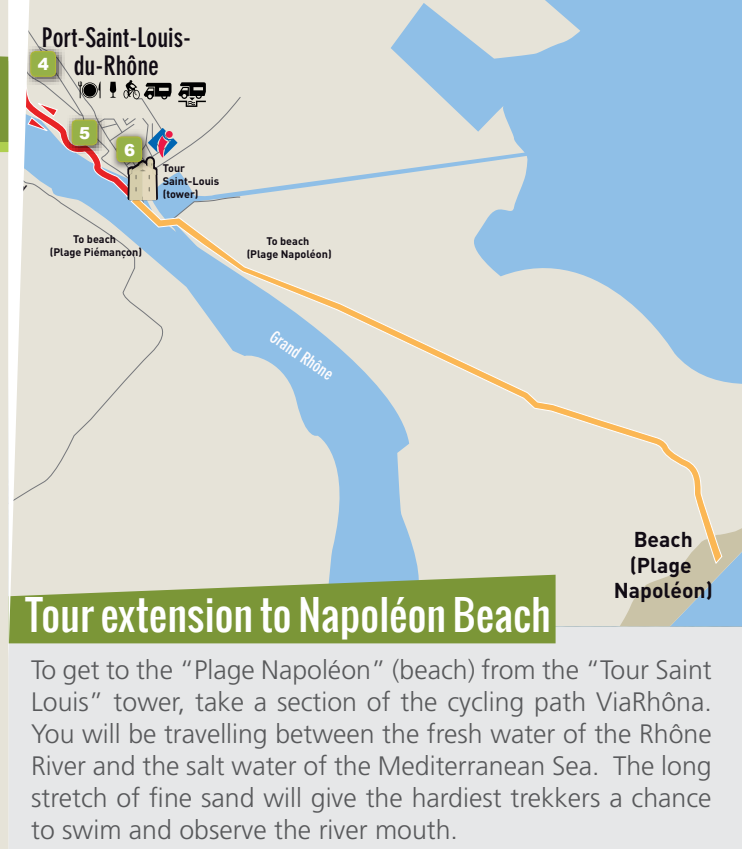 Port-Saint-Louis-
du-Rhône
4
5
6
Tour
Saint-Louis
(tower)
To beach
(Plage Piémançon)
To beach
(Plage Napoléon)
Grand Rhône
Beach
(Plage
Napoléon)
Tour extension to Napoléon Beach
To get to the “Plage Napoléon” (beach) from the “Tour Saint
Louis” tower, take a section of the cycling path ViaRhôna.
You will be travelling between the fresh water of the Rhône
River and the salt water of the Mediterranean Sea.  The long
stretch of fine sand will give the hardiest trekkers a chance
to swim and observe the river mouth.